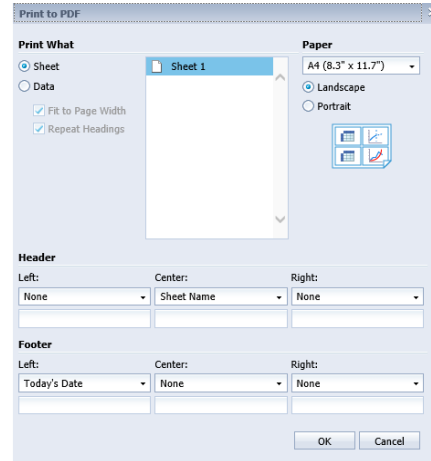 Print to PDF
Print What
Paper
Sheet
Sheet 1
A4 (8.3" x 11.7")
Data
Landscape
Fit to Page Width
Portrait
Repeat Headings
Header
Left: Center: Right:
None Sheet Name None
Footer
Left: Center: Right:
Today's Date None None
OK Cancel